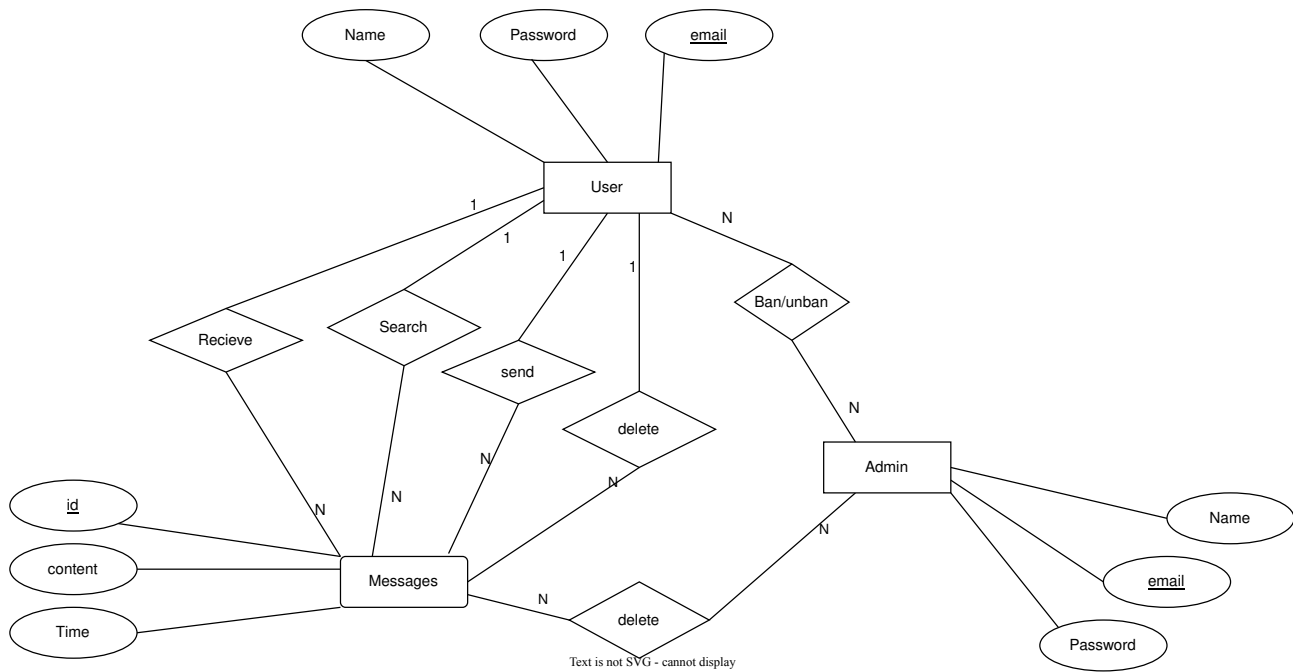 Name
Password
email
User
1
1
1
1
N
Ban/unban
Recieve
Search
send
delete
N
Admin
N
N
N
N
id
Name
content
Messages
email
N
N
Time
delete
Password
Text is not SVG - cannot display